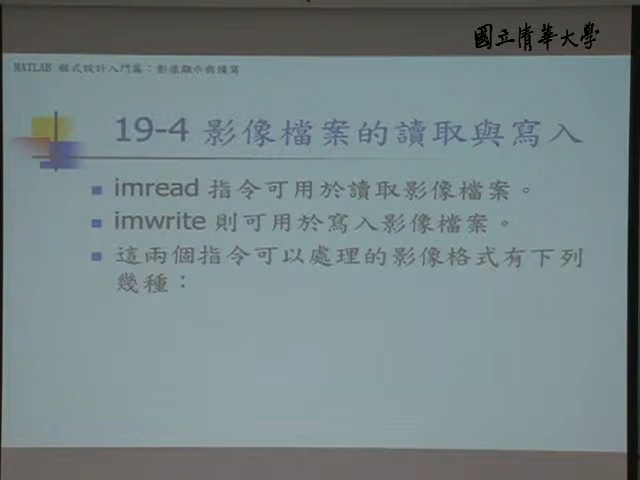 國立清華大學
MATLAB 程式設計入門篇：影像顯示與讀寫
19-4 影像檔案的讀取與寫入
imread 指令可用於讀取影像檔案。
imwrite 則可用於寫入影像檔案。
這兩個指令可以處理的影像格式有下列
幾種：